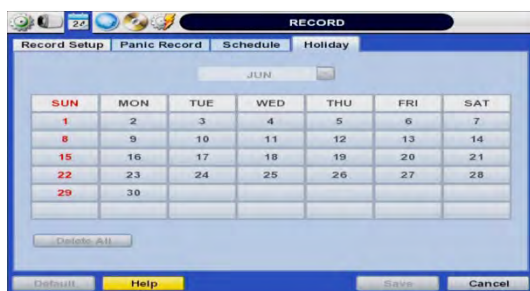 24
RECORD
Record Setup Panic Record Schedule Holiday
JUN
SUN MON TUE WED THU FRI SAT
1 2 3 4 5 6 7
8 9 10 11 12 13 14
15 16 17 18 19 20 21
22 23 24 25 26 27 28
29 30
Delete All
Default Help Save Cancel